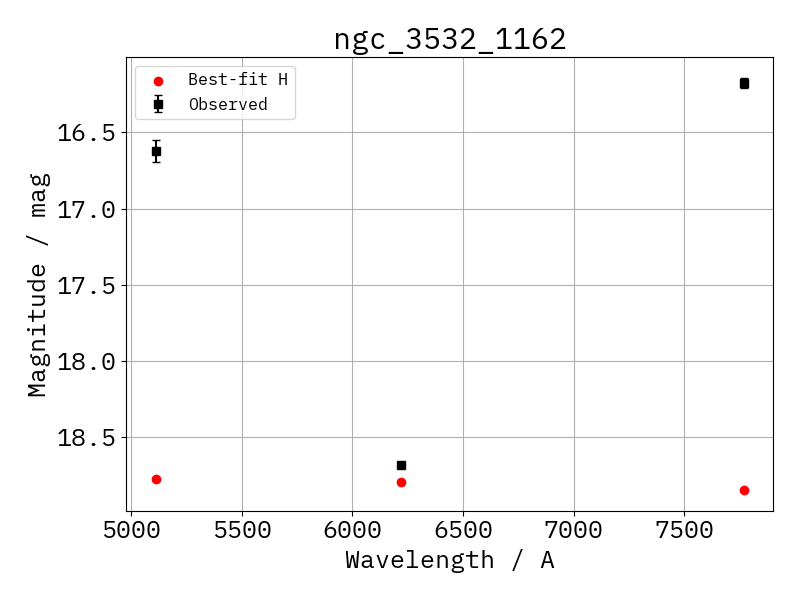 ngc_3532_1162
Best-fit H
Observed
16.5
17.0
17.5
18.0
18.5
Magnitude / mag
5000 5500 6000 6500 7000 7500
Wavelength / A